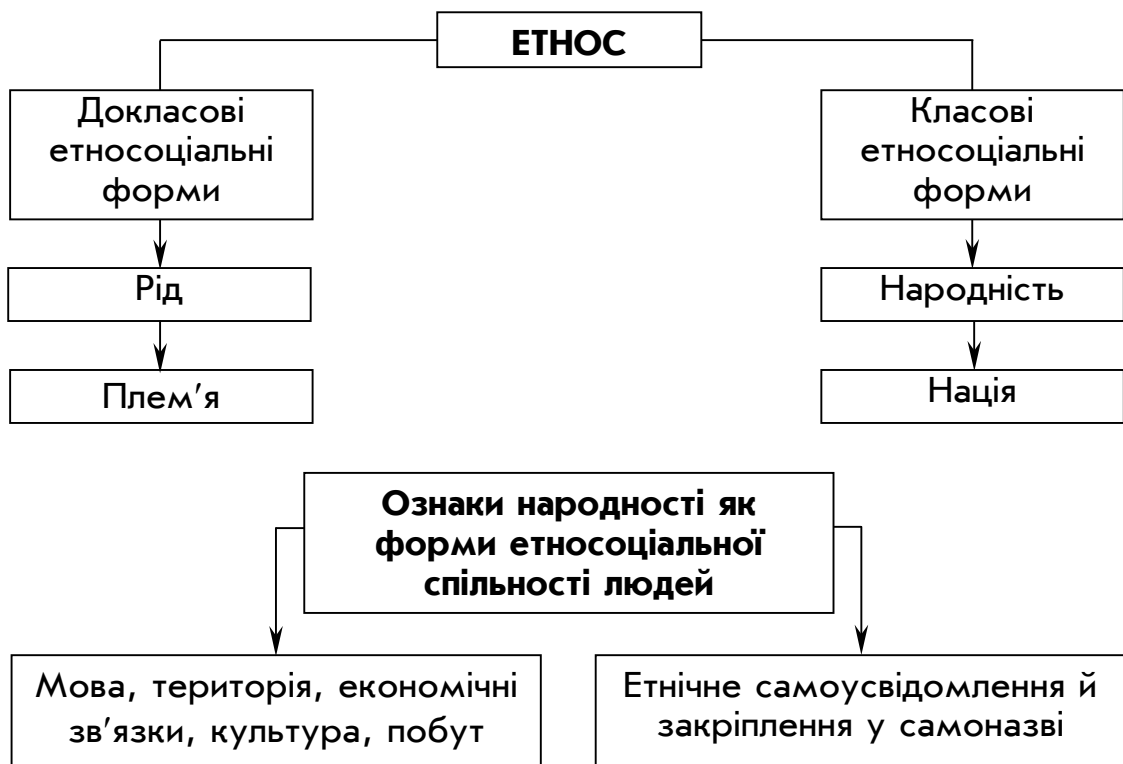 ЕТНОС
Докласові
етносоціальні
форми
Класові
етносоціальні
форми
Рід
Народність
Плем'я
Нація
Ознаки народності як
форми етносоціальної
спільності людей
Мова, територія, економічні
зв'язки, культура, побут
Етнічне самоусвідомлення й
закріплення у самоназві